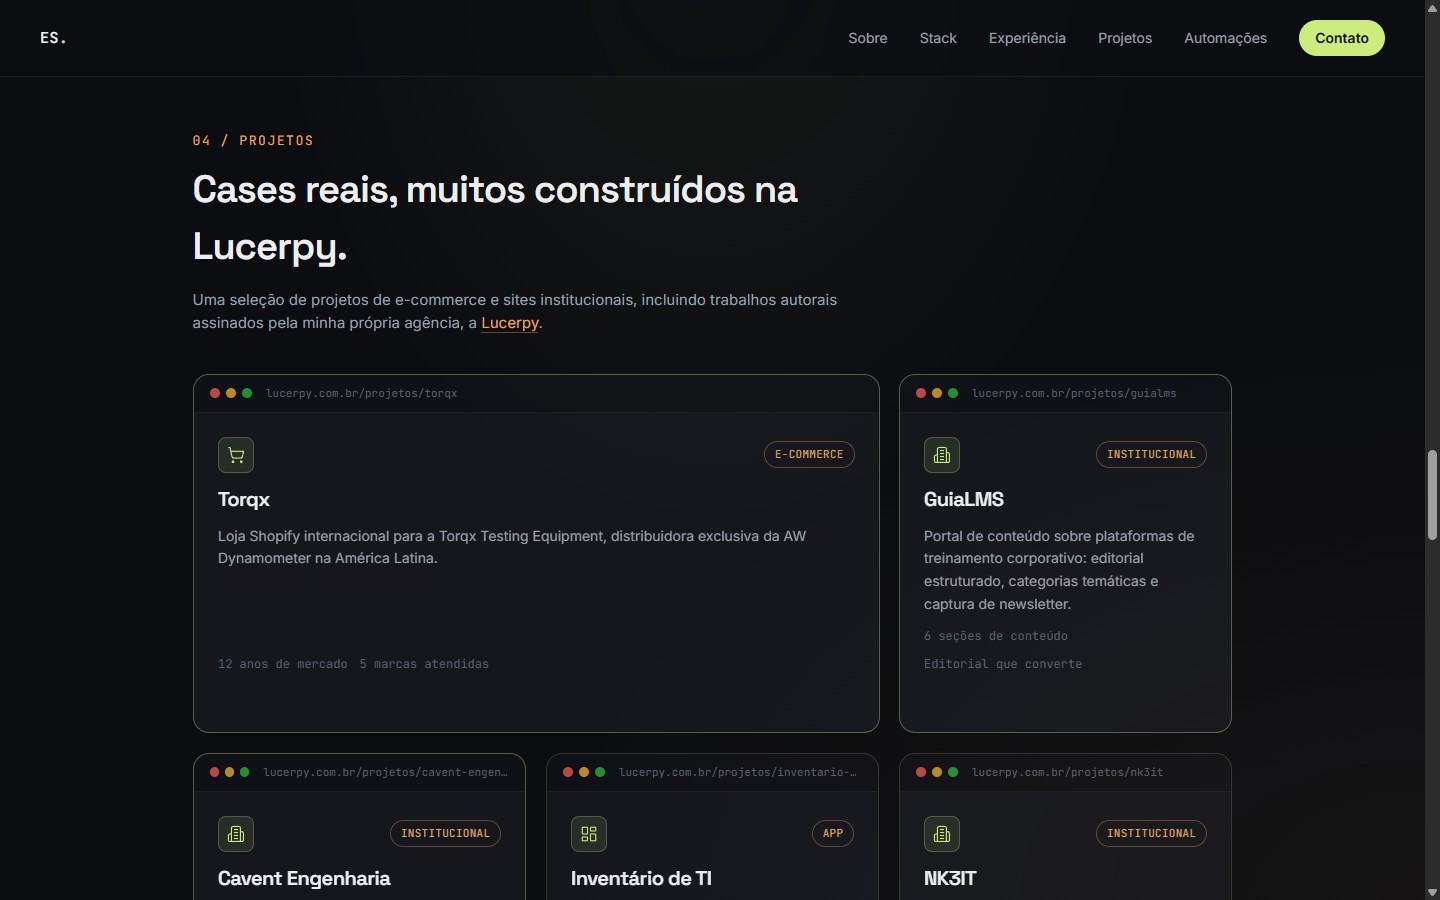 ES.
Sobre
Stack
Experiência
Projetos
Automações
Contato
04 / PROJETOS
Cases reais, muitos construídos na
Lucerpy.
Uma seleção de projetos de e-commerce e sites institucionais, incluindo trabalhos autorais
assinados pela minha própria agência, a Lucerpy.
lucerpy.com.br/projetos/torqx
E-COMMERCE
Torqx
Loja Shopify internacional para a Torqx Testing Equipment, distribuidora exclusiva da AW
Dynamometer na América Latina.
12 anos de mercado 5 marcas atendidas
lucerpy.com.br/projetos/guialms
INSTITUCIONAL
GuiaLMS
Portal de conteúdo sobre plataformas de
treinamento corporativo: editorial
estruturado, categorias temáticas e
captura de newsletter.
6 seções de conteúdo
Editorial que converte
lucerpy.com.br/projetos/cavent-engen…
INSTITUCIONAL
Cavent Engenharia
lucerpy.com.br/projetos/inventario-…
APP
Inventário de TI
lucerpy.com.br/projetos/nk3it
INSTITUCIONAL
NK3IT